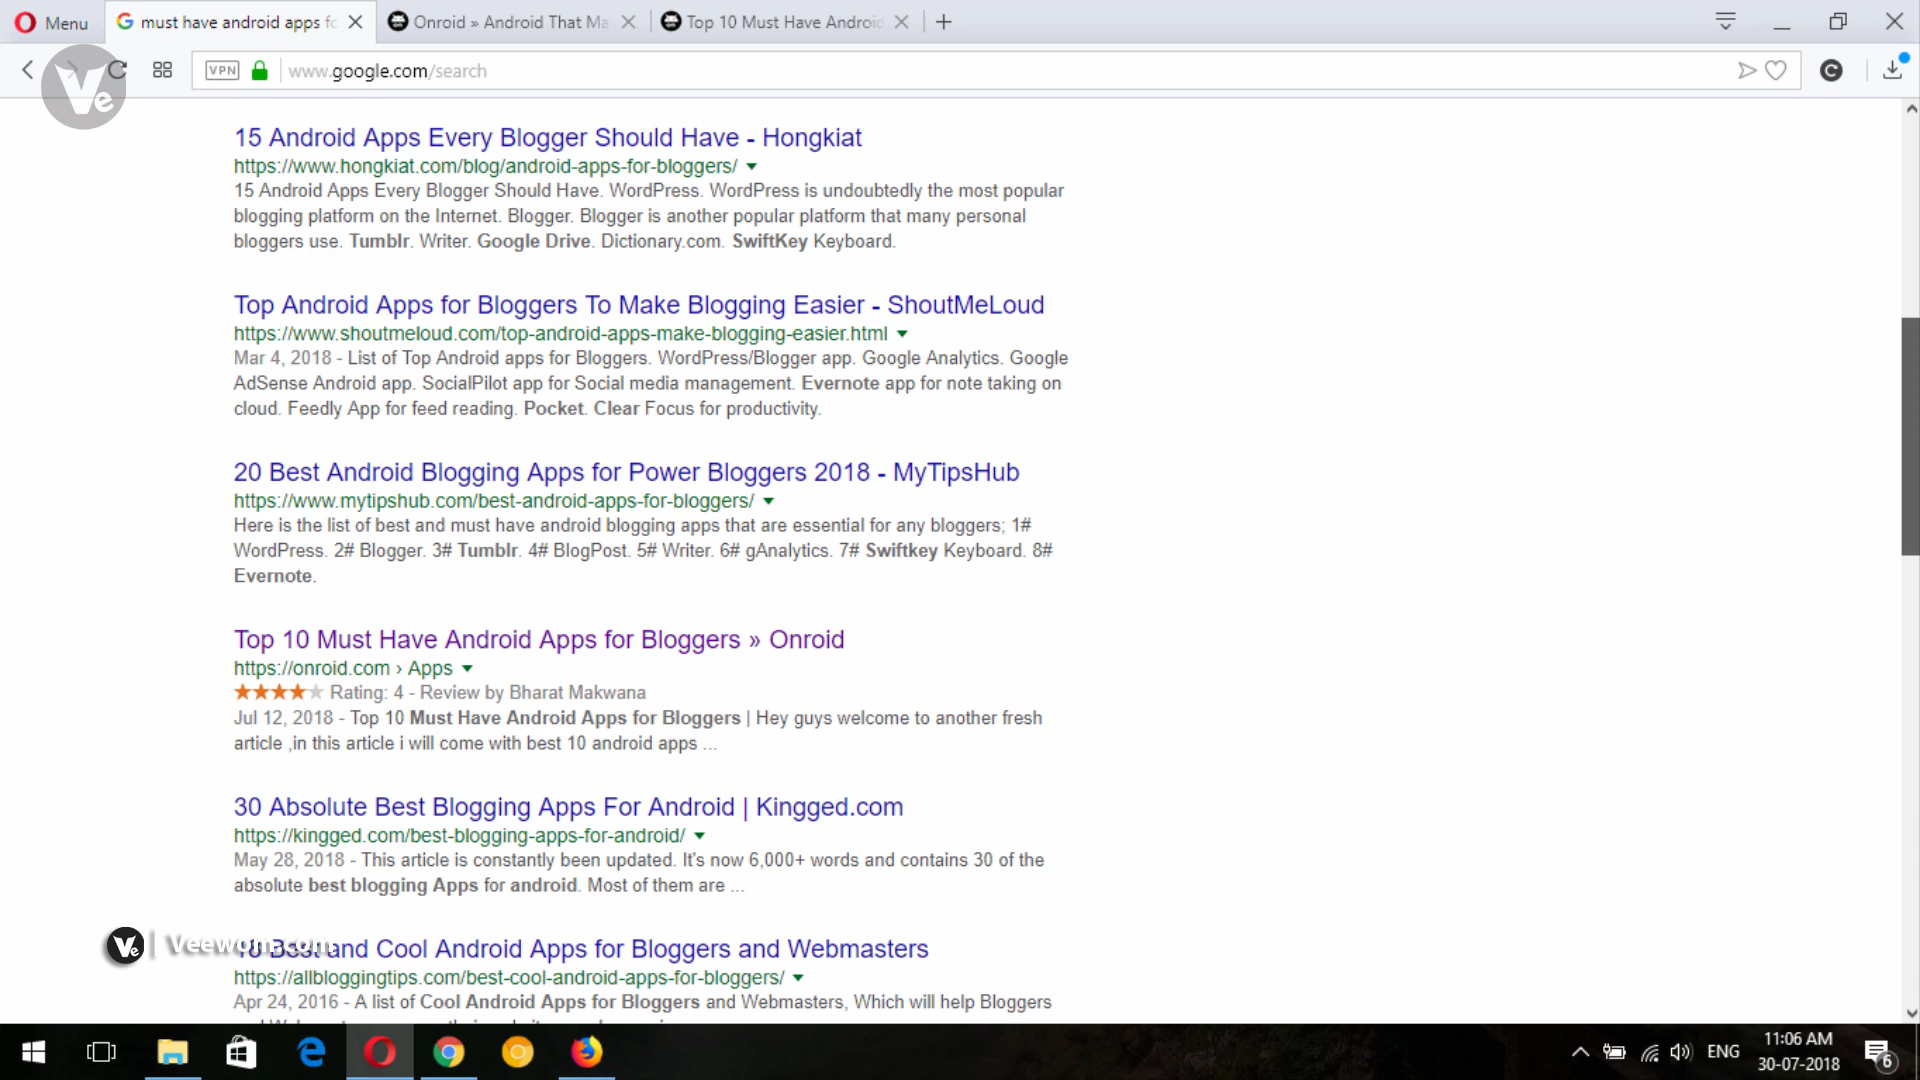 Menu
must have android apps fo
Onroid » Android That Ma
Top 10 Must Have Androi
VPN
www.google.com/search
Ve
15 Android Apps Every Blogger Should Have - Hongkiat
https://www.hongkiat.com/blog/android-apps-for-bloggers/
15 Android Apps Every Blogger Should Have. WordPress. WordPress is undoubtedly the most popular
blogging platform on the Internet. Blogger. Blogger is another popular platform that many personal
bloggers use. Tumblr. Writer. Google Drive. Dictionary.com. SwiftKey Keyboard.
Top Android Apps for Bloggers To Make Blogging Easier - ShoutMeLoud
https://www.shoutmeloud.com/top-android-apps-make-blogging-easier.html
Mar 4, 2018 - List of Top Android apps for Bloggers. WordPress/Blogger app. Google Analytics. Google
AdSense Android app. SocialPilot app for Social media management. Evernote app for note taking on
cloud. Feedly App for feed reading. Pocket. Clear Focus for productivity.
20 Best Android Blogging Apps for Power Bloggers 2018 - MyTipsHub
https://www.mytipshub.com/best-android-apps-for-bloggers/
Here is the list of best and must have android blogging apps that are essential for any bloggers; 1#
WordPress. 2# Blogger. 3# Tumblr. 4# BlogPost. 5# Writer. 6# gAnalytics. 7# Swiftkey Keyboard. 8#
Evernote.
Top 10 Must Have Android Apps for Bloggers » Onroid
https://onroid.com › Apps
Rating: 4 - Review by Bharat Makwana
Jul 12, 2018 - Top 10 Must Have Android Apps for Bloggers | Hey guys welcome to another fresh
article ,in this article i will come with best 10 android apps ...
30 Absolute Best Blogging Apps For Android | Kingged.com
https://kingged.com/best-blogging-apps-for-android/
May 28, 2018 - This article is constantly been updated. It's now 6,000+ words and contains 30 of the
absolute best blogging Apps for android. Most of them are ...
Ve | Veewom.com
18 Best and Cool Android Apps for Bloggers and Webmasters
https://allbloggingtips.com/best-cool-android-apps-for-bloggers/
Apr 24, 2016 - A list of Cool Android Apps for Bloggers and Webmasters, Which will help Bloggers
ENG
11:06 AM
30-07-2018
6